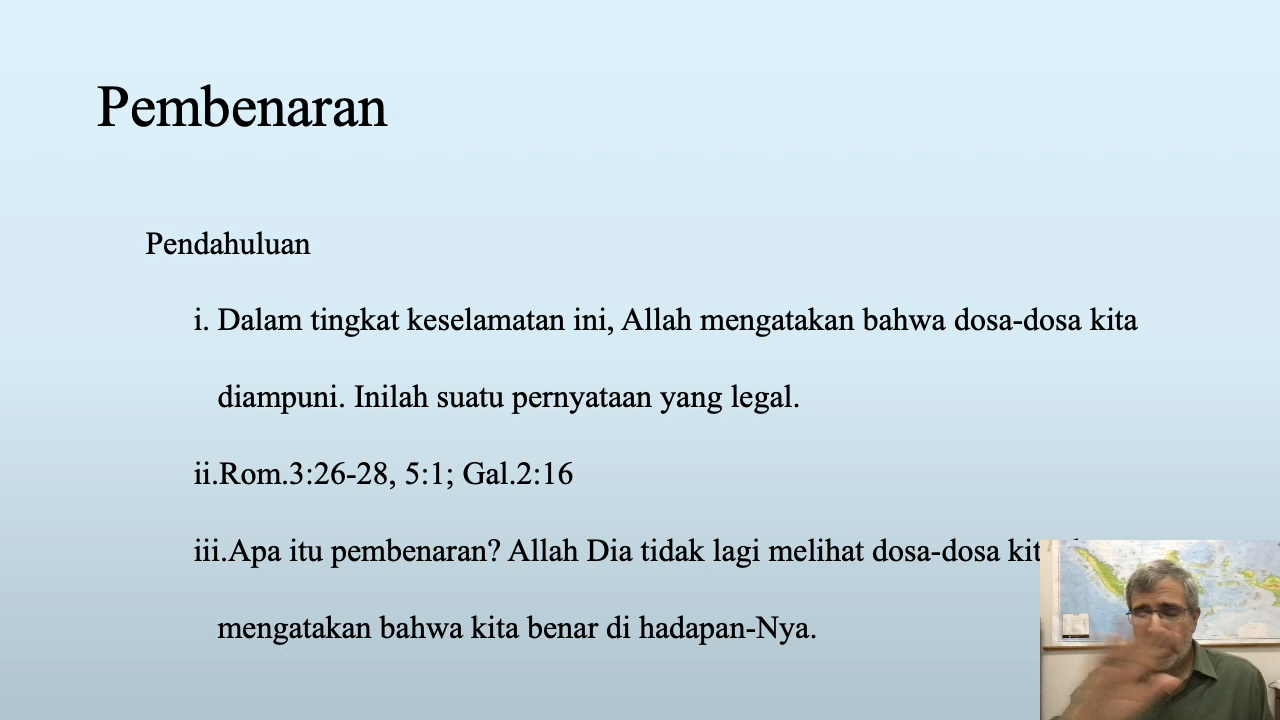 Pembenaran
Pendahuluan
i. Dalam tingkat keselamatan ini, Allah mengatakan bahwa dosa-dosa kita
diampuni. Inilah suatu pernyataan yang legal.
ii.Rom.3:26-28, 5:1; Gal.2:16
iii.Apa itu pembenaran? Allah Dia tidak lagi melihat dosa-dosa
mengatakan bahwa kita benar di hadapan-Nya.